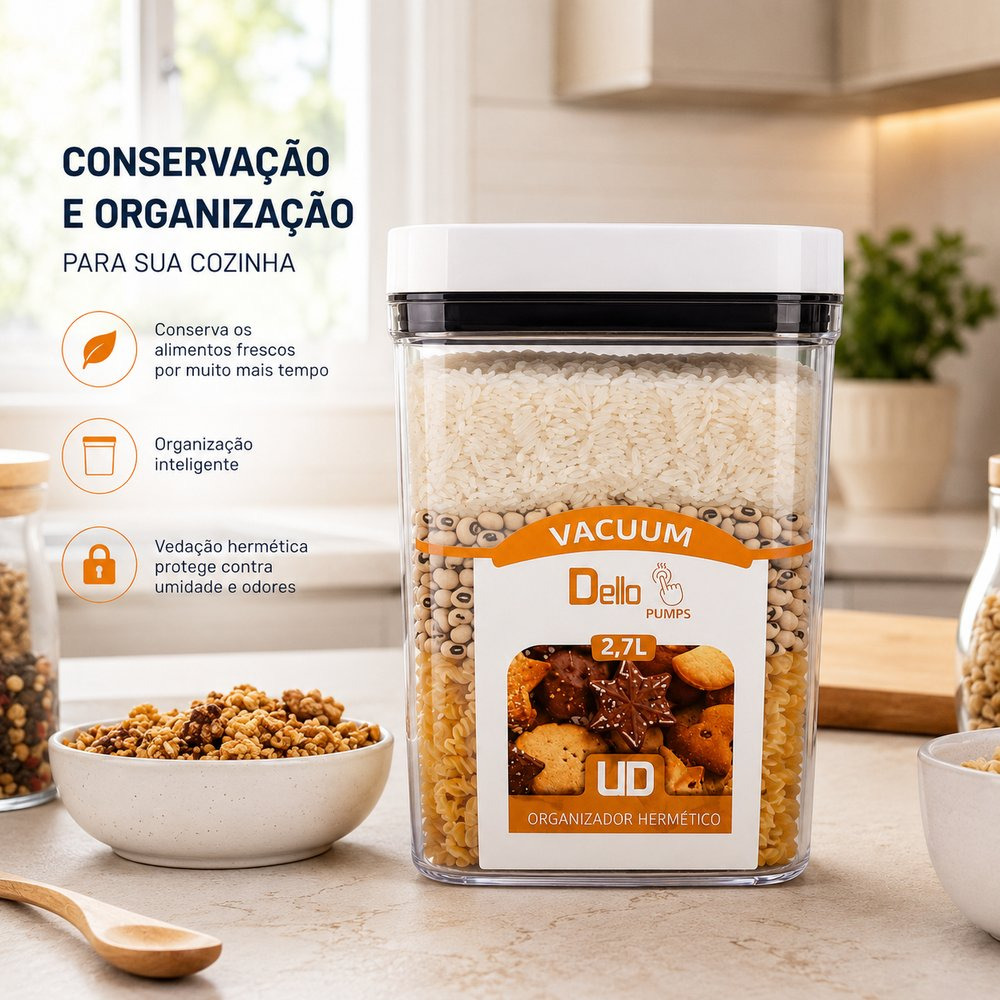 CONSERVAÇÃO
E ORGANIZAÇÃO
PARA SUA COZINHA
Conserva os
alimentos frescos
por muito mais tempo
Organização
inteligente
Vedação hermética
protege contra
umidade e odores
VACUUM
Dello
PUMPS
2,7L
UD
ORGANIZADOR HERMÉTICO